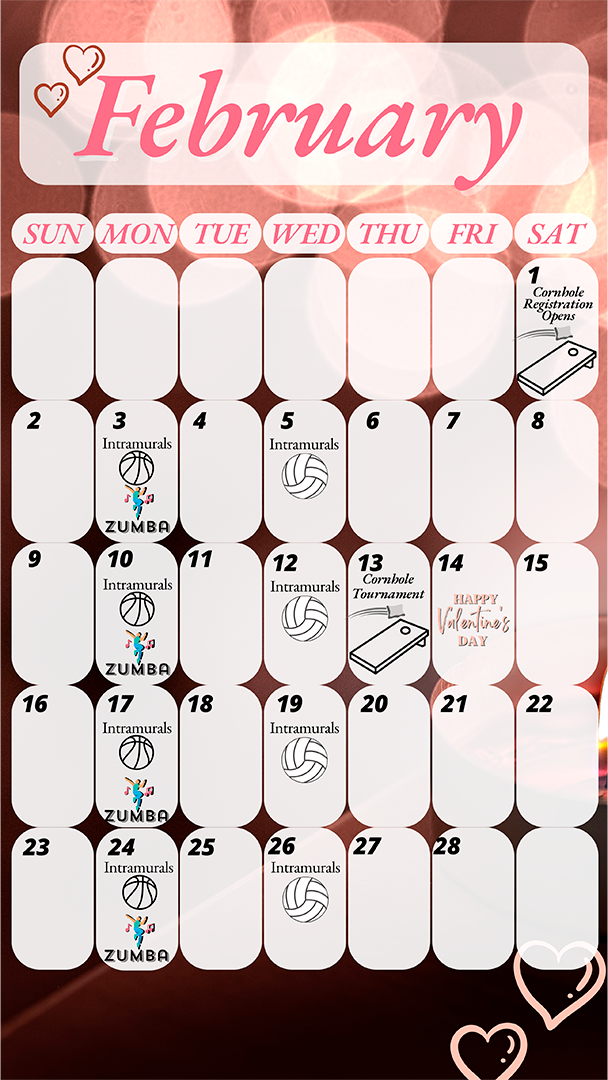 February
SUN MON TUE WED THU FRI SAT
1
Cornhole
Registration
Opens
2 3 4 5 6 7 8
Intramurals Intramurals
ZUMBA
9 10 11 12 13 14 15
Intramurals Intramurals Cornhole HAPPY
Tournament Valentine's
DAY
ZUMBA
16 17 18 19 20 21 22
Intramurals Intramurals
ZUMBA
23 24 25 26 27 28
Intramurals Intramurals
ZUMBA